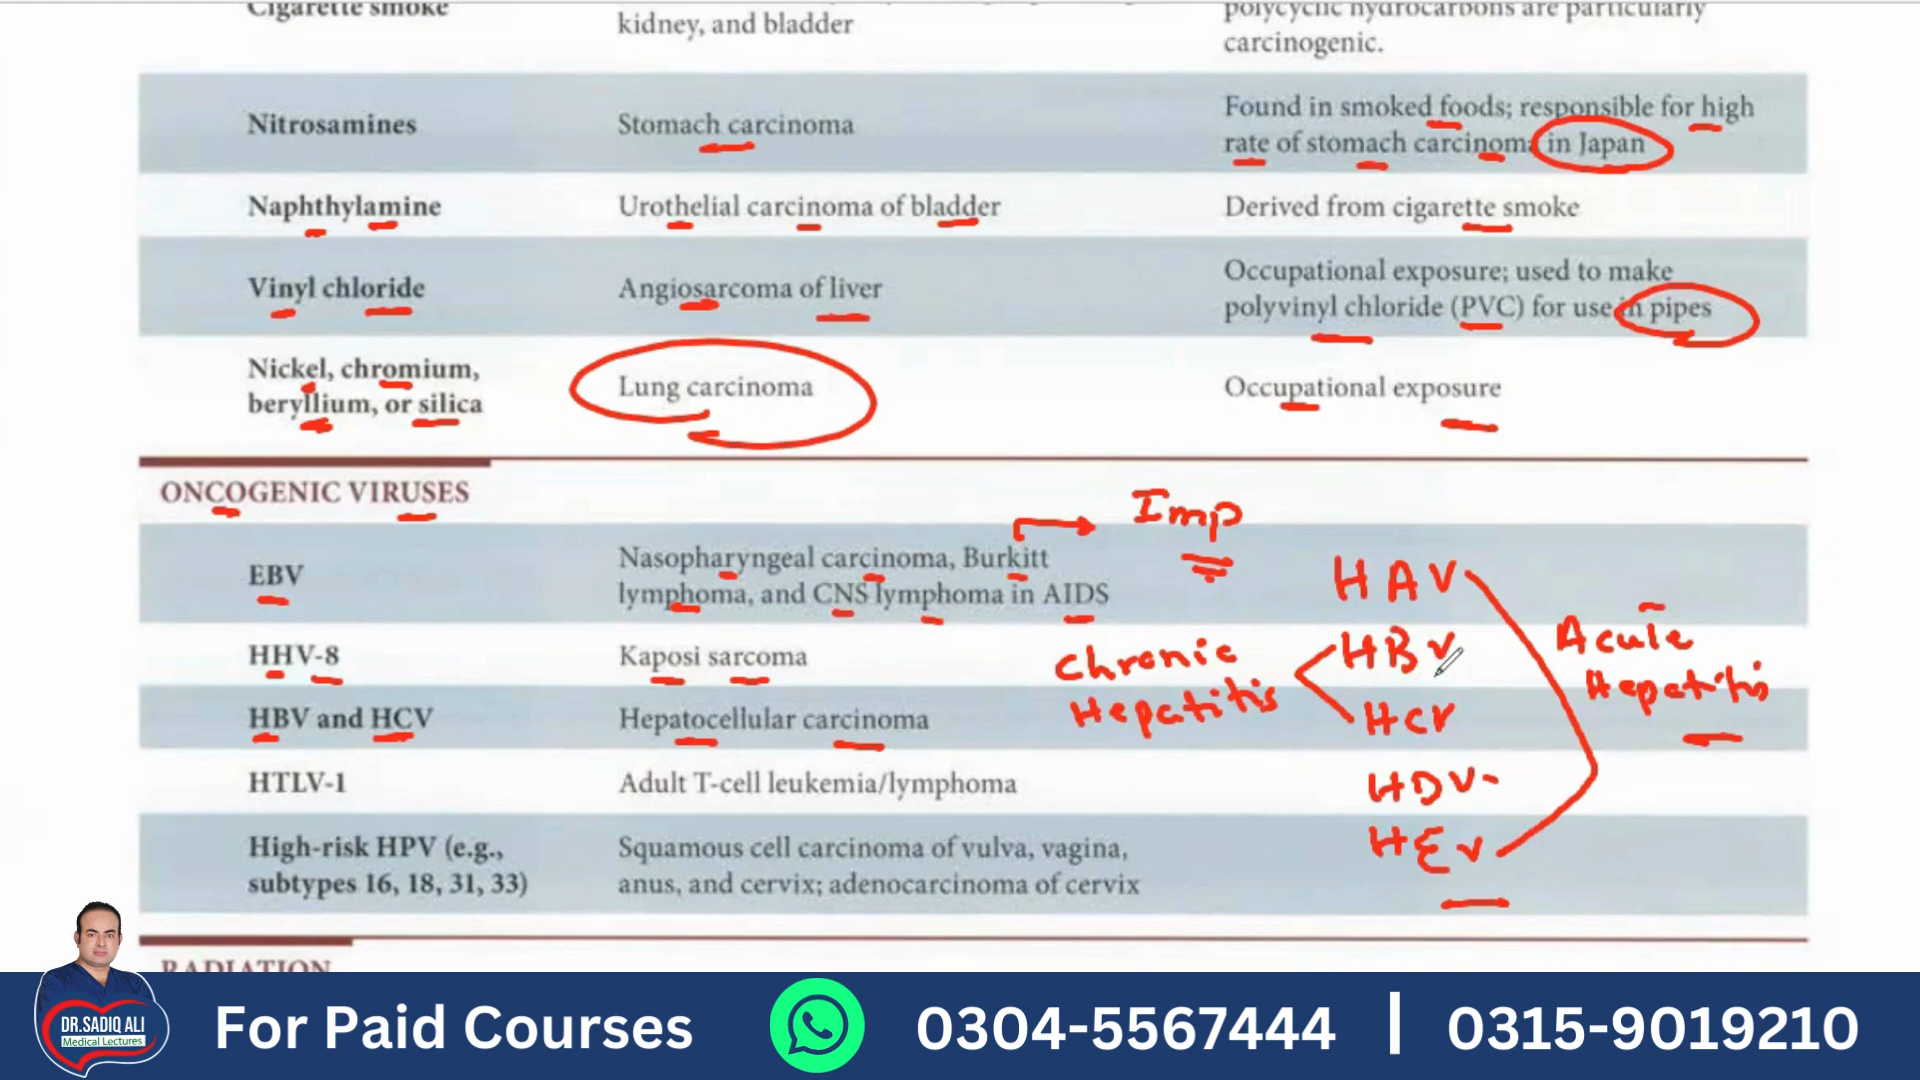 Cigarette smoke
kidney, and bladder
polycyclic hydrocarbons are particularly
carcinogenic.
Nitrosamines
Stomach carcinoma
Found in smoked foods; responsible for high
rate of stomach carcinoma in Japan
Naphthylamine
Urothelial carcinoma of bladder
Derived from cigarette smoke
Vinyl chloride
Angiosarcoma of liver
Occupational exposure; used to make
polyvinyl chloride (PVC) for use in pipes
Nickel, chromium,
beryllium, or silica
Lung carcinoma
Occupational exposure
ONCOGENIC VIRUSES
Imp
EBV
Nasopharyngeal carcinoma, Burkitt
lymphoma, and CNS lymphoma in AIDS
HHV-8
Kaposi sarcoma
HBV and HCV
Hepatocellular carcinoma
HTLV-1
Adult T-cell leukemia/lymphoma
High-risk HPV (e.g.,
subtypes 16, 18, 31, 33)
Squamous cell carcinoma of vulva, vagina,
anus, and cervix; adenocarcinoma of cervix
Chronic
Hepatitis
HAV
HBV
HCV
HDV
HEV
Acute
Hepatitis
RADIATION
DR.SADIQ ALI
Medical Lectures
For Paid Courses
0304-5567444 | 0315-9019210